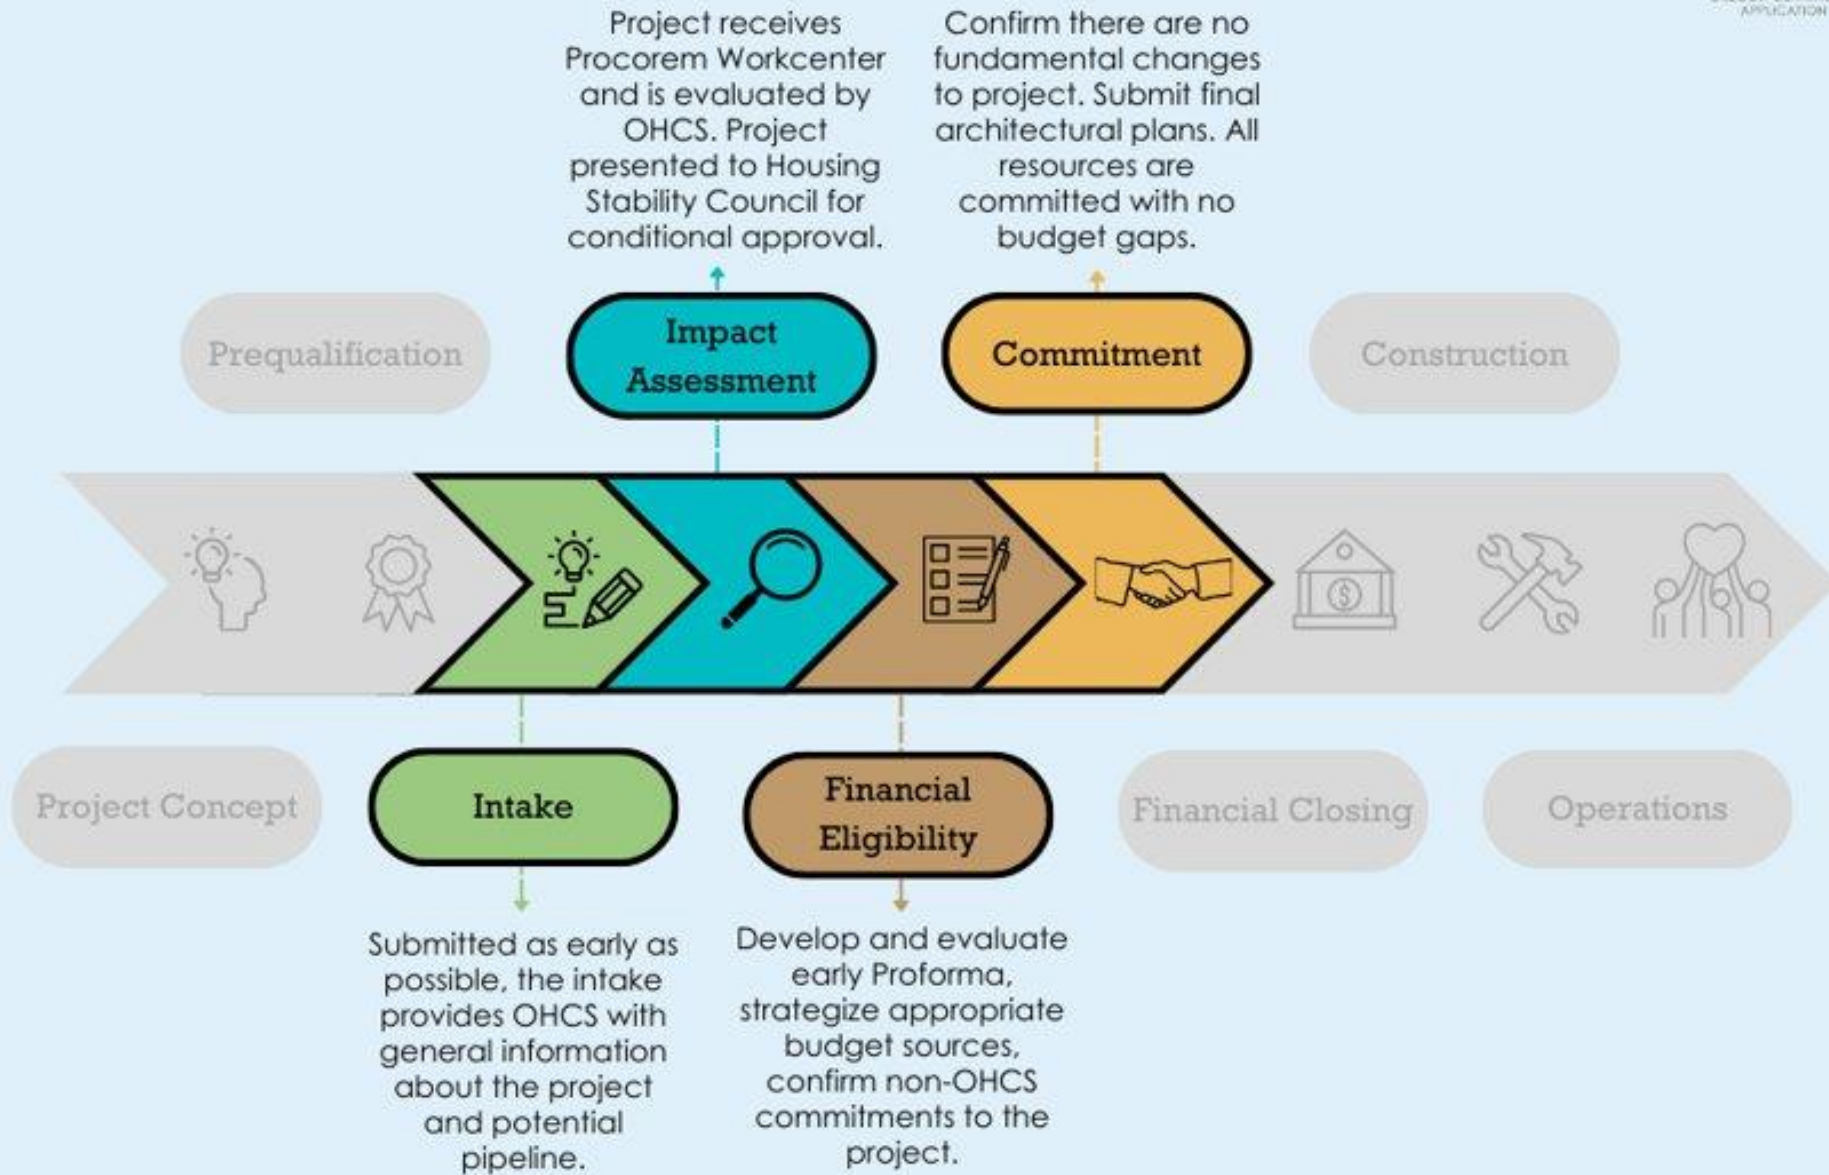 APPLICATION
Project receives
Procorem Workcenter
and is evaluated by
OHCS. Project
presented to Housing
Stability Council for
conditional approval.
Confirm there are no
fundamental changes
to project. Submit final
architectural plans. All
resources are
committed with no
budget gaps.
Prequalification
Impact
Assessment
Commitment
Construction
$
Project Concept
Intake
Financial
Eligibility
Financial Closing
Operations
Submitted as early as
possible, the intake
provides OHCS with
general information
about the project
and potential
pipeline.
Develop and evaluate
early Proforma,
strategize appropriate
budget sources,
confirm non-OHCS
commitments to the
project.